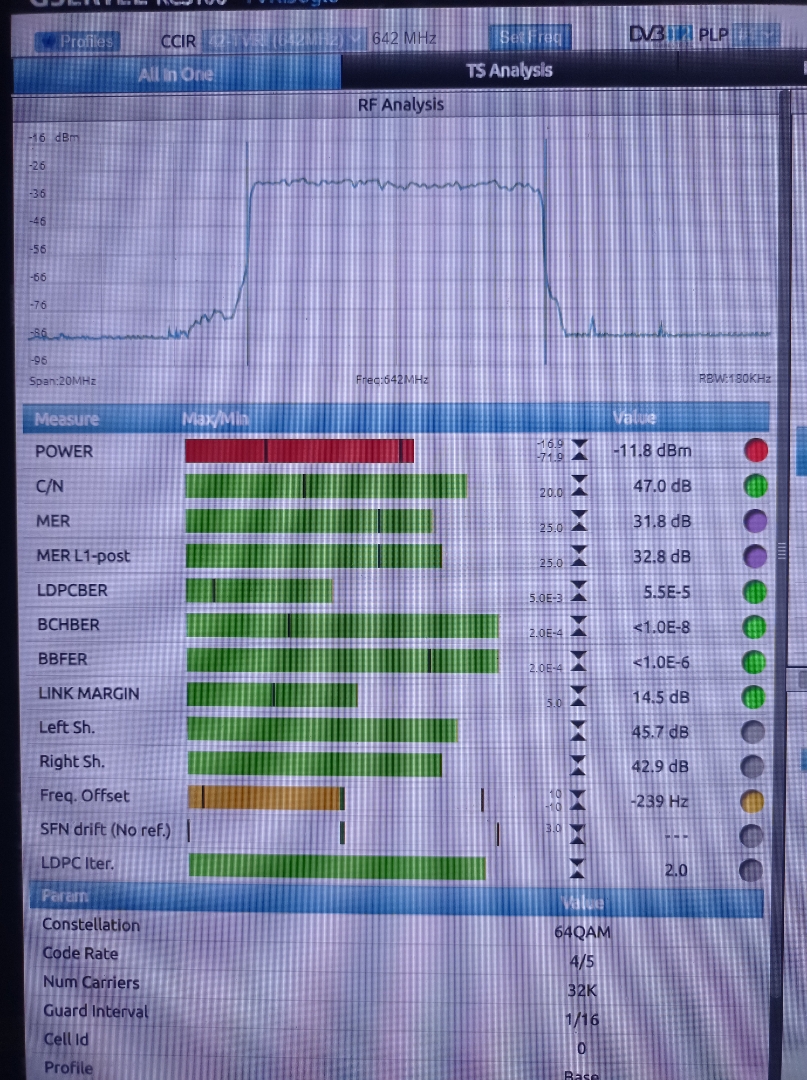 Profiles CCIR 642 MHz Set Freq DVB T2 PLP
All In One TS Analysis
RF Analysis
-16 dBm
-26
-36
-46
-56
-66
-76
-86
-96
Span:20MHz Freq:642MHz RBW:180KHz
Measure Max/Min Value
POWER -16.9 -71.9 -11.8 dBm
C/N 20.0 47.0 dB
MER 25.0 31.8 dB
MER L1-post 25.0 32.8 dB
LDPCBER 5.0E-3 5.5E-5
BCHBER 2.0E-4 <1.0E-8
BBFER 2.0E-4 <1.0E-6
LINK MARGIN 5.0 14.5 dB
Left Sh. 45.7 dB
Right Sh. 42.9 dB
Freq. Offset 10 -10 -239 Hz
SFN drift (No ref.) 3.0 ---
LDPC Iter. 2.0
Param Value
Constellation 64QAM
Code Rate 4/5
Num Carriers 32K
Guard Interval 1/16
Cell Id 0
Profile Base